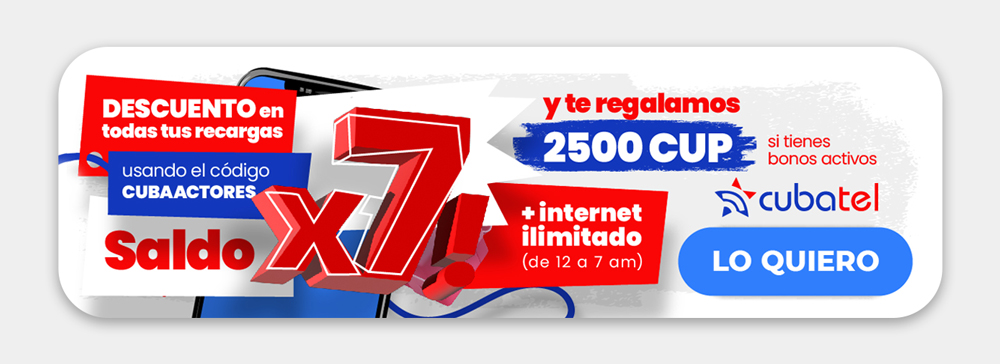 DESCUENTO en
todas tus recargas
usando el código
CUBAACTORES
Saldo
x7!
+ internet
ilimitado
(de 12 a 7 am)
y te regalamos
2500 CUP
si tienes
bonos activos
cubatel
LO QUIERO